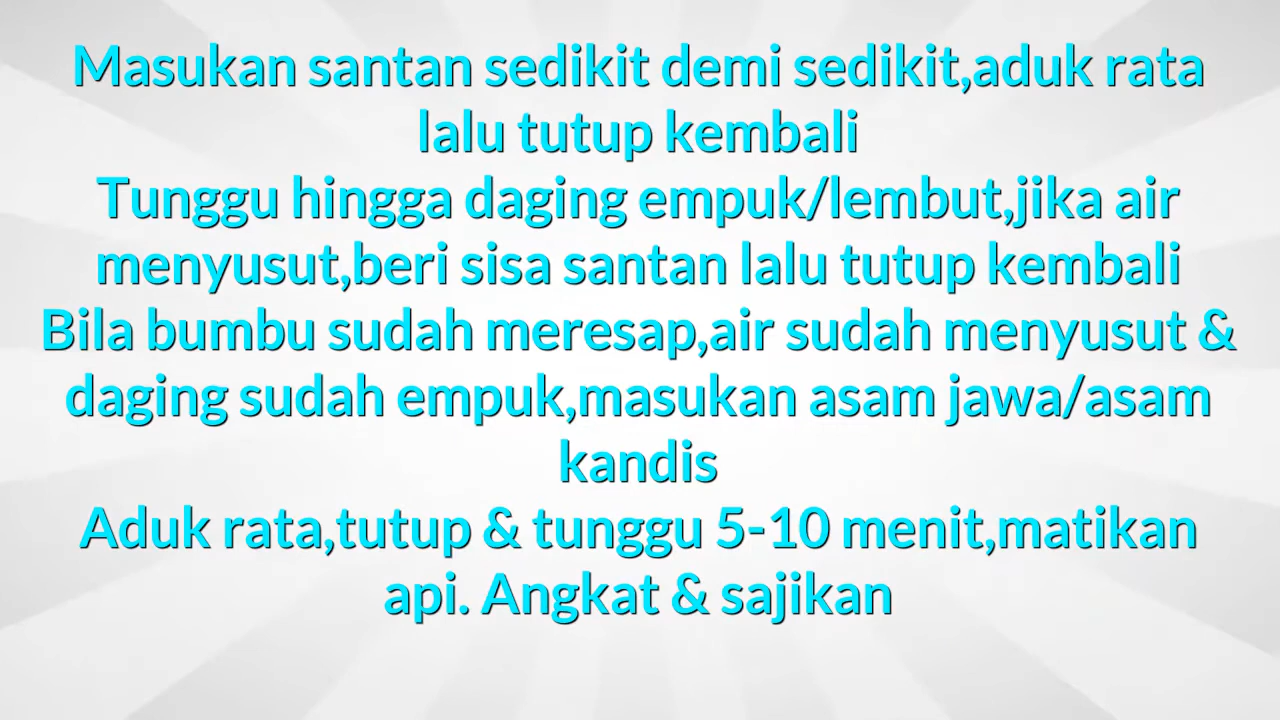 Masukan santan sedikit demi sedikit,aduk rata
lalu tutup kembali
Tunggu hingga daging empuk/lembut,jika air
menyusut,beri sisa santan lalu tutup kembali
Bila bumbu sudah meresap,air sudah menyusut &
daging sudah empuk,masukan asam jawa/asam
kandis
Aduk rata,tutup & tunggu 5-10 menit,matikan
api. Angkat & sajikan